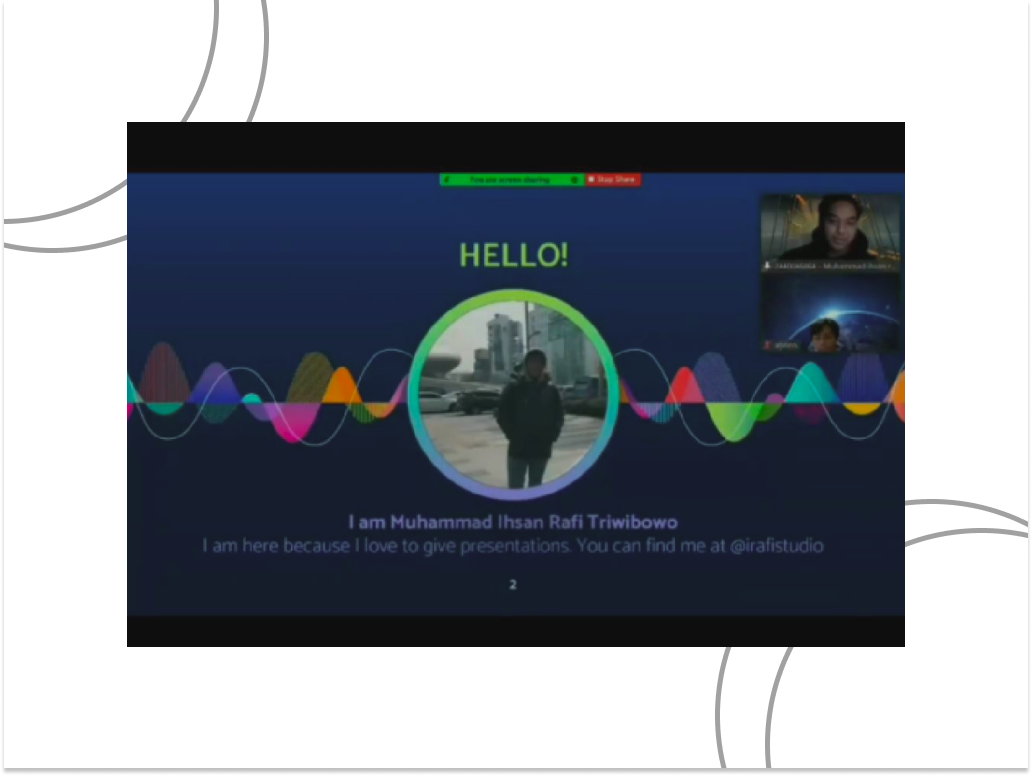 You are screen sharing
Stop Share
HELLO!
I am Muhammad Ihsan Rafi Triwibowo
I am here because I love to give presentations. You can find me at @irafistudio
2